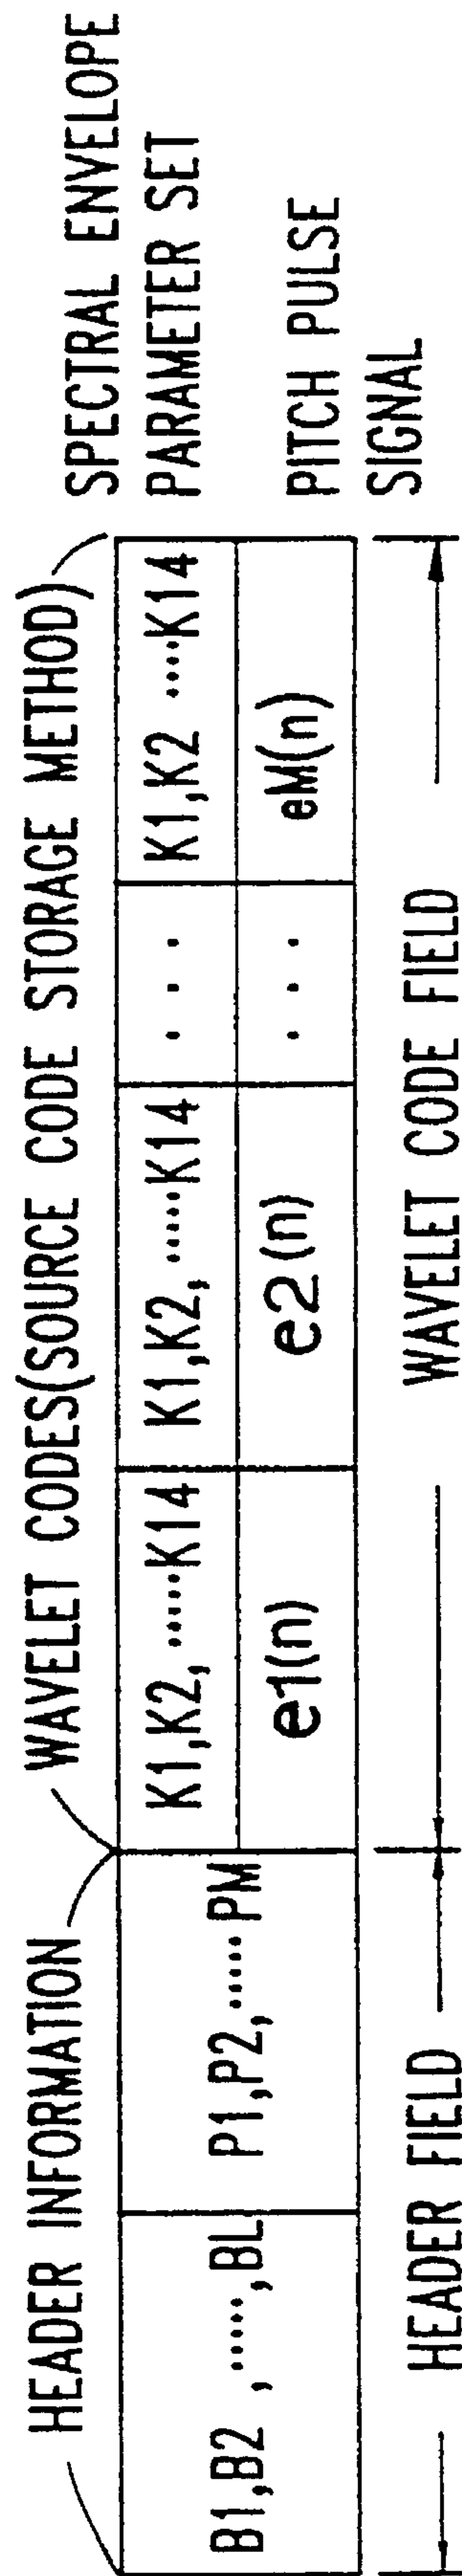 HEADER INFORMATION
WAVELET CODES(SOURCE CODE STORAGE METHOD)
B1,B2 ,.....,BL
P1,P2,......PM
K1,K2, .....K14
K1,K2, .....K14
. . .
K1,K2 ....K14
SPECTRAL ENVELOPE
PARAMETER SET
e1(n)
e2(n)
. . .
eM(n)
PITCH PULSE
SIGNAL
HEADER FIELD
WAVELET CODE FIELD